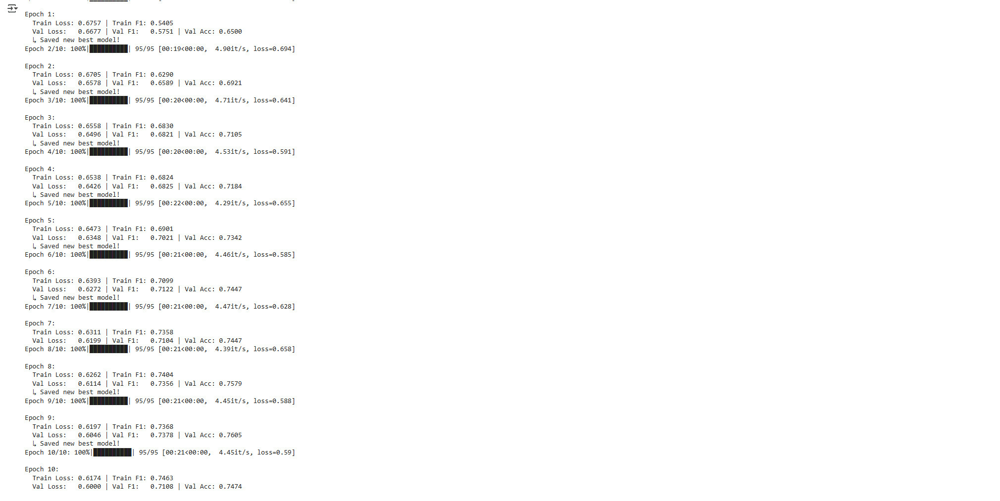 Epoch 1:
Train Loss: 0.6757 | Train F1: 0.5405
Val Loss:   0.6677 | Val F1:   0.5751 | Val Acc: 0.6500
↳ Saved new best model!
Epoch 2/10: 100%|██████████| 95/95 [00:19<00:00,  4.90it/s, loss=0.694]
Epoch 2:
Train Loss: 0.6705 | Train F1: 0.6290
Val Loss:   0.6578 | Val F1:   0.6589 | Val Acc: 0.6921
↳ Saved new best model!
Epoch 3/10: 100%|██████████| 95/95 [00:20<00:00,  4.71it/s, loss=0.641]
Epoch 3:
Train Loss: 0.6558 | Train F1: 0.6830
Val Loss:   0.6496 | Val F1:   0.6821 | Val Acc: 0.7105
↳ Saved new best model!
Epoch 4/10: 100%|██████████| 95/95 [00:20<00:00,  4.53it/s, loss=0.591]
Epoch 4:
Train Loss: 0.6538 | Train F1: 0.6824
Val Loss:   0.6426 | Val F1:   0.6825 | Val Acc: 0.7184
↳ Saved new best model!
Epoch 5/10: 100%|██████████| 95/95 [00:22<00:00,  4.29it/s, loss=0.655]
Epoch 5:
Train Loss: 0.6473 | Train F1: 0.6901
Val Loss:   0.6348 | Val F1:   0.7021 | Val Acc: 0.7342
↳ Saved new best model!
Epoch 6/10: 100%|██████████| 95/95 [00:21<00:00,  4.46it/s, loss=0.585]
Epoch 6:
Train Loss: 0.6393 | Train F1: 0.7099
Val Loss:   0.6272 | Val F1:   0.7122 | Val Acc: 0.7447
↳ Saved new best model!
Epoch 7/10: 100%|██████████| 95/95 [00:21<00:00,  4.47it/s, loss=0.628]
Epoch 7:
Train Loss: 0.6311 | Train F1: 0.7358
Val Loss:   0.6199 | Val F1:   0.7104 | Val Acc: 0.7447
Epoch 8/10: 100%|██████████| 95/95 [00:21<00:00,  4.39it/s, loss=0.658]
Epoch 8:
Train Loss: 0.6262 | Train F1: 0.7404
Val Loss:   0.6114 | Val F1:   0.7356 | Val Acc: 0.7579
↳ Saved new best model!
Epoch 9/10: 100%|██████████| 95/95 [00:21<00:00,  4.45it/s, loss=0.588]
Epoch 9:
Train Loss: 0.6197 | Train F1: 0.7368
Val Loss:   0.6046 | Val F1:   0.7378 | Val Acc: 0.7605
↳ Saved new best model!
Epoch 10/10: 100%|██████████| 95/95 [00:21<00:00,  4.45it/s, loss=0.59]
Epoch 10:
Train Loss: 0.6174 | Train F1: 0.7463
Val Loss:   0.6000 | Val F1:   0.7108 | Val Acc: 0.7474